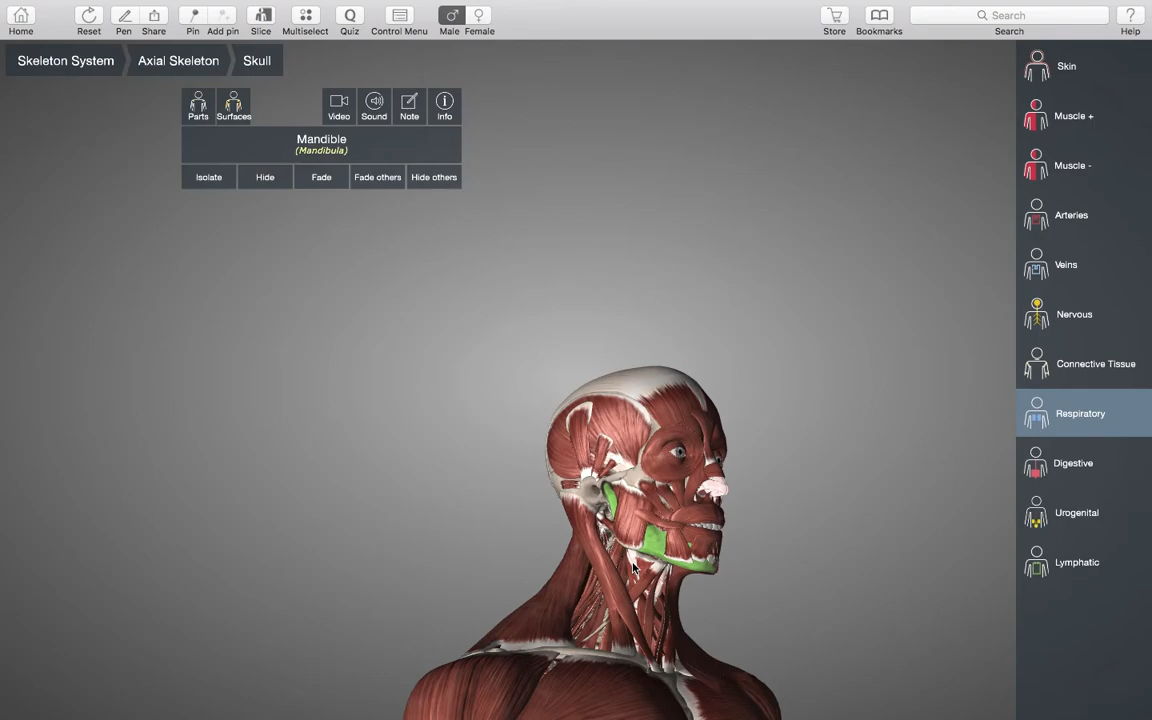 Home
Reset
Pen
Share
Pin
Add pin
Slice
Q
Multiselect
Quiz
Control Menu
Male
Female
Store
Bookmarks
Search
Search
?
Help
Skeleton System
Axial Skeleton
Skull
Parts
Surfaces
Video
Sound
Note
Info
Mandible
(Mandibula)
Isolate
Hide
Fade
Fade others
Hide others
Skin
Muscle +
Muscle -
Arteries
Veins
Nervous
Connective Tissue
Respiratory
Digestive
Urogenital
Lymphatic